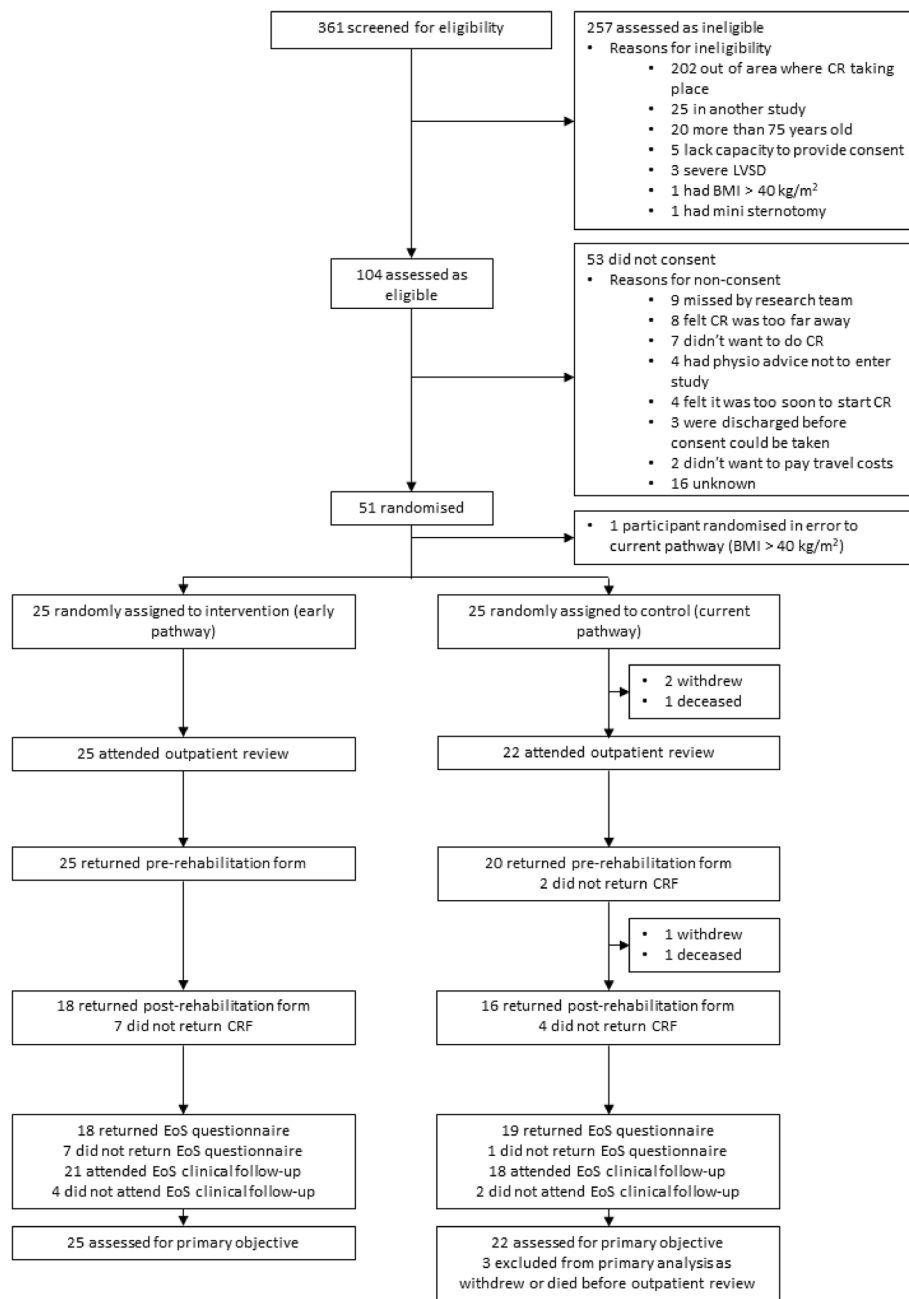 361 screened for eligibility
257 assessed as ineligible
• Reasons for ineligibility
• 202 out of area where CR taking
place
• 25 in another study
• 20 more than 75 years old
• 5 lack capacity to provide consent
• 3 severe LVSD
• 1 had BMI > 40 kg/m²
• 1 had mini sternotomy
104 assessed as
eligible
53 did not consent
• Reasons for non-consent
• 9 missed by research team
• 8 felt CR was too far away
• 7 didn't want to do CR
• 4 had physio advice not to enter
study
• 4 felt it was too soon to start CR
• 3 were discharged before
consent could be taken
• 2 didn't want to pay travel costs
• 16 unknown
51 randomised
• 1 participant randomised in error to
current pathway (BMI > 40 kg/m²)
25 randomly assigned to intervention (early
pathway)
25 randomly assigned to control (current
pathway)
• 2 withdrew
• 1 deceased
25 attended outpatient review
22 attended outpatient review
25 returned pre-rehabilitation form
20 returned pre-rehabilitation form
2 did not return CRF
• 1 withdrew
• 1 deceased
18 returned post-rehabilitation form
7 did not return CRF
16 returned post-rehabilitation form
4 did not return CRF
18 returned EoS questionnaire
7 did not return EoS questionnaire
21 attended EoS clinical follow-up
4 did not attend EoS clinical follow-up
19 returned EoS questionnaire
1 did not return EoS questionnaire
18 attended EoS clinical follow-up
2 did not attend EoS clinical follow-up
25 assessed for primary objective
22 assessed for primary objective
3 excluded from primary analysis as
withdrew or died before outpatient review